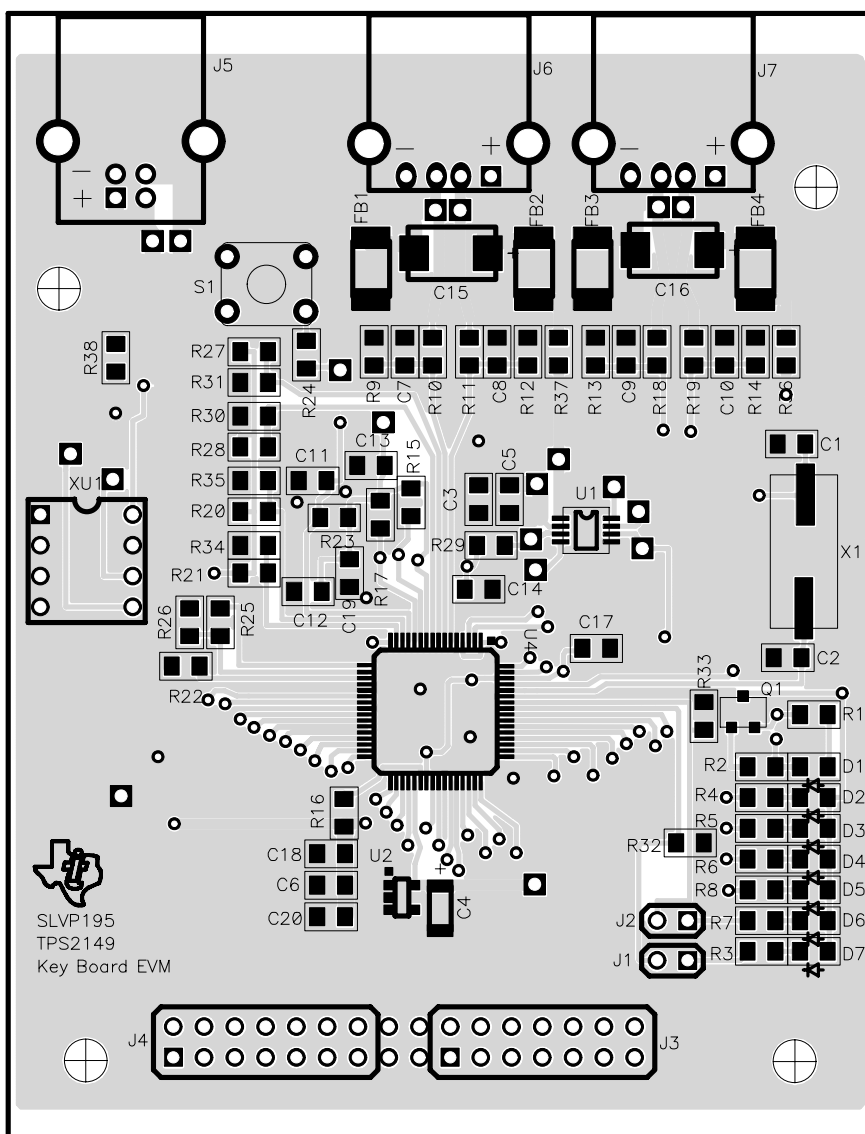 J5
J6
J7
FB1
FB2
FB3
FB4
S1
C15
C16
R38
R27
R31
R30
R28
R35
R20
R34
R21
R24
R9
C7
R10
R11
C8
R12
R37
R13
C9
R18
R19
C10
R14
R36
C1
XU1
C11
C13
R15
R23
R17
C3
C5
U1
R29
C14
X1
C12
C19
R26
R25
R22
U4
C17
C2
R33
Q1
R1
R2
D1
R4
D2
R5
D3
R6
D4
R8
D5
R7
D6
R3
D7
R16
R32
C18
U2
C6
C4
C20
J2
J1
SLVP195
TPS2149
Key Board EVM
J4
J3